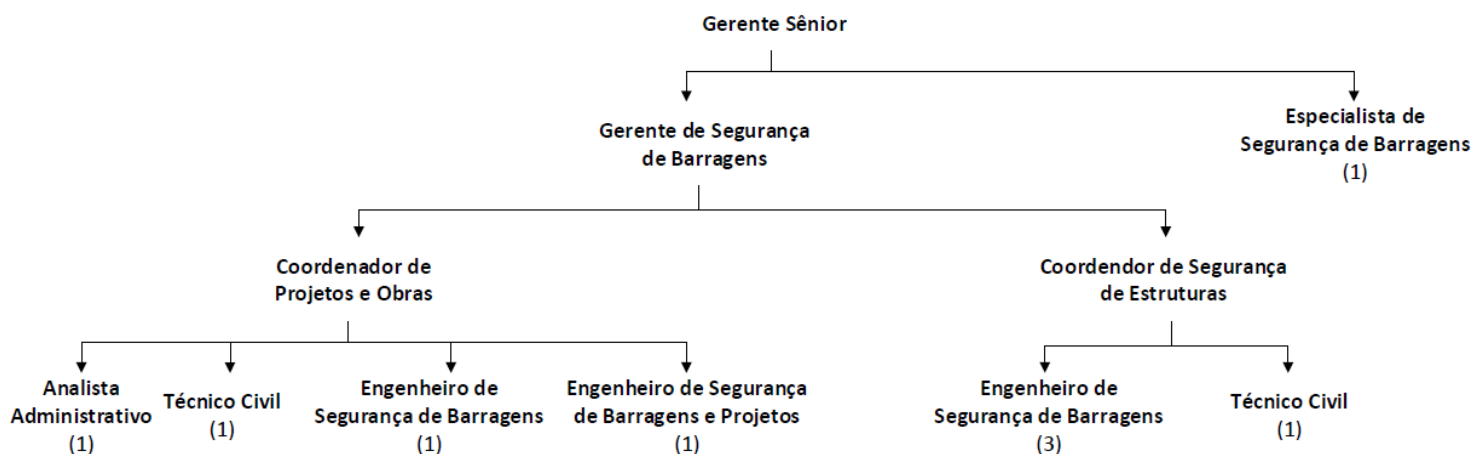 Gerente Sênior
Gerente de Segurança
de Barragens
Especialista de
Segurança de Barragens
(1)
Coordenador de
Projetos e Obras
Coordendor de Segurança
de Estruturas
Analista
Administrativo
(1)
Técnico Civil
(1)
Engenheiro de
Segurança de Barragens
(1)
Engenheiro de Segurança
de Barragens e Projetos
(1)
Engenheiro de
Segurança de Barragens
(3)
Técnico Civil
(1)